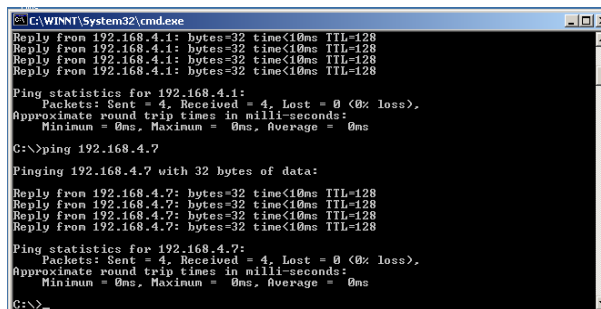 C:\WINNT\System32\cmd.exe
Reply from 192.168.4.1: bytes=32 time<10ms TTL=128
Reply from 192.168.4.1: bytes=32 time<10ms TTL=128
Reply from 192.168.4.1: bytes=32 time<10ms TTL=128
Reply from 192.168.4.1: bytes=32 time<10ms TTL=128
Ping statistics for 192.168.4.1:
Packets: Sent = 4, Received = 4, Lost = 0 (0% loss),
Approximate round trip times in milli-seconds:
Minimum = 0ms, Maximum =  0ms, Average =  0ms
C:\>ping 192.168.4.7
Pinging 192.168.4.7 with 32 bytes of data:
Reply from 192.168.4.7: bytes=32 time<10ms TTL=128
Reply from 192.168.4.7: bytes=32 time<10ms TTL=128
Reply from 192.168.4.7: bytes=32 time<10ms TTL=128
Reply from 192.168.4.7: bytes=32 time<10ms TTL=128
Ping statistics for 192.168.4.7:
Packets: Sent = 4, Received = 4, Lost = 0 (0% loss),
Approximate round trip times in milli-seconds:
Minimum = 0ms, Maximum =  0ms, Average =  0ms
C:\>_